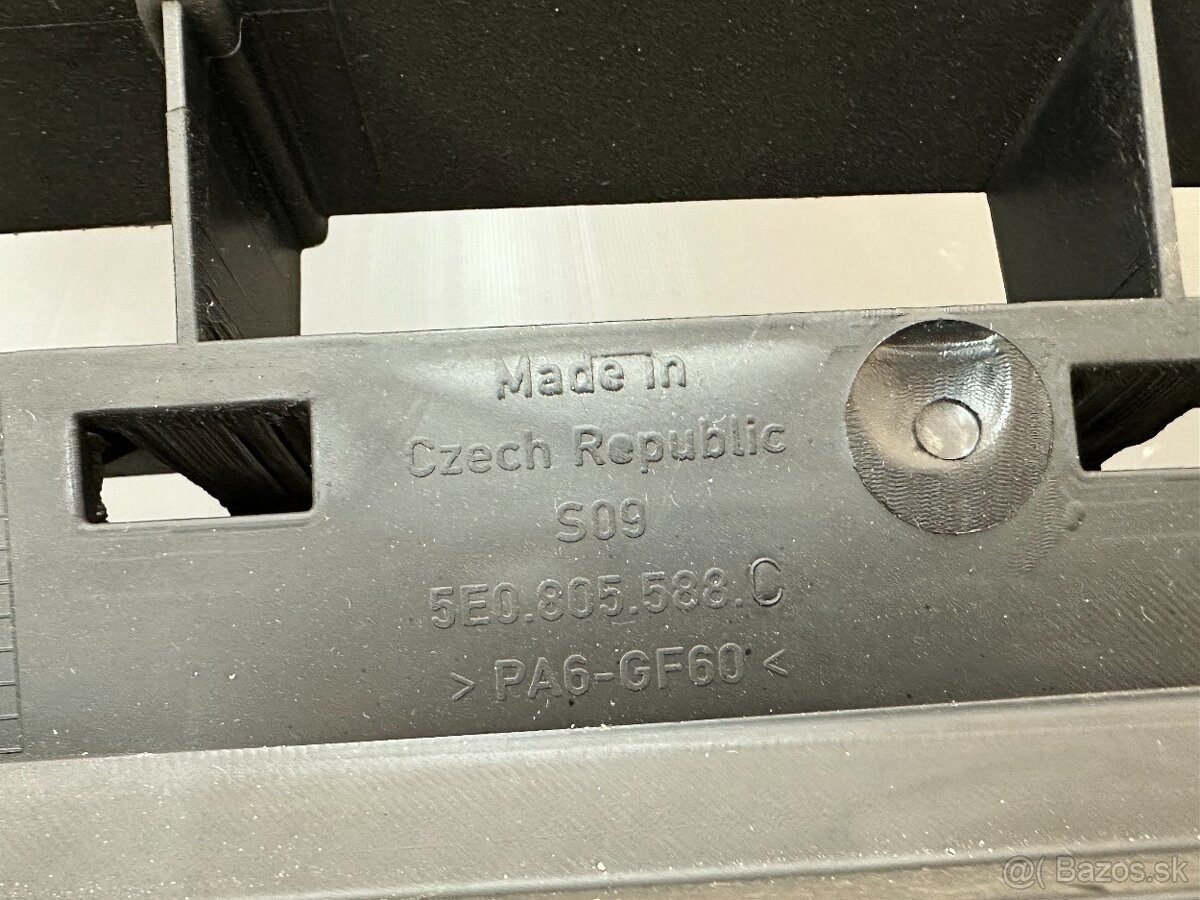 Made in
Czech Republic
S09
5E0.805.588.C
> PA6-GF60 <
@( Bazos.sk